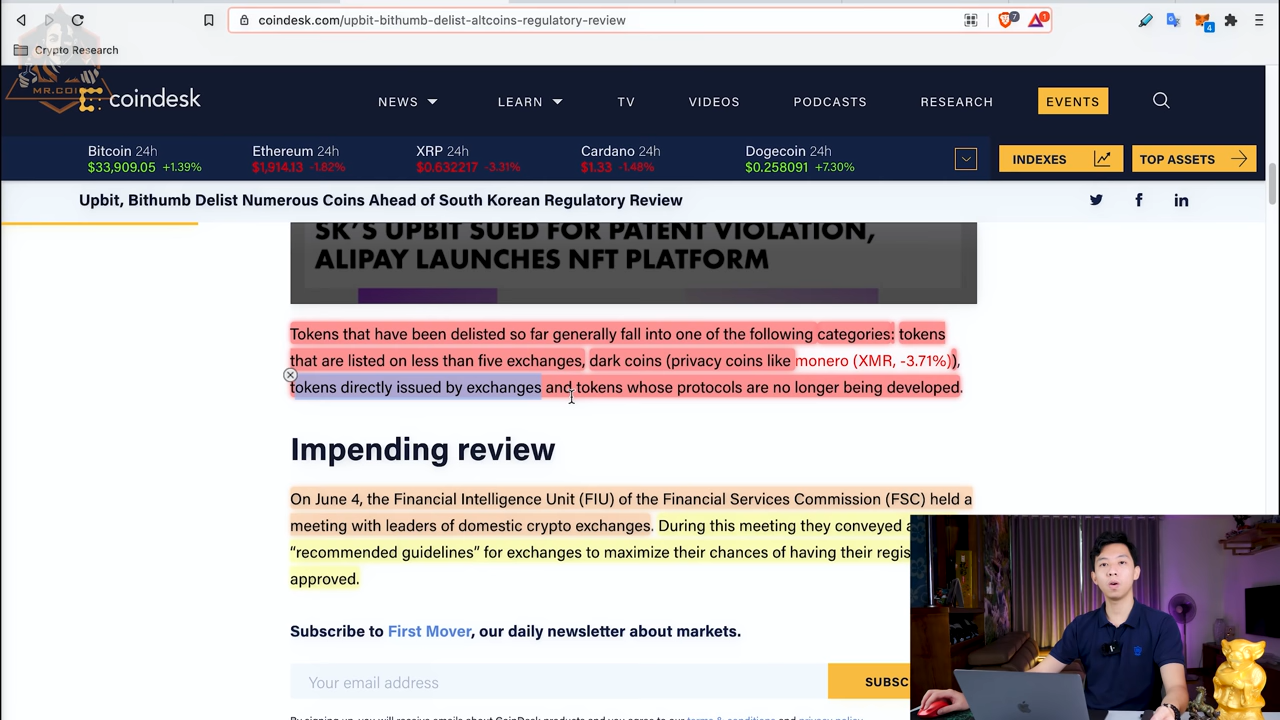 coindesk.com/upbit-bithumb-delist-altcoins-regulatory-review
7
1
4
Crypto Research
MR.COI
coindesk
NEWS LEARN TV VIDEOS PODCASTS RESEARCH EVENTS
Bitcoin 24h Ethereum 24h XRP 24h Cardano 24h Dogecoin 24h
$33,909.05 +1.39% $1,914.13 -1.82% $0.632217 -3.31% $1.33 -1.48% $0.258091 +7.30%
INDEXES TOP ASSETS
Upbit, Bithumb Delist Numerous Coins Ahead of South Korean Regulatory Review
SK'S UPBIT SUED FOR PATENT VIOLATION,
ALIPAY LAUNCHES NFT PLATFORM
Tokens that have been delisted so far generally fall into one of the following categories: tokens
that are listed on less than five exchanges, dark coins (privacy coins like monero (XMR, -3.71%)),
tokens directly issued by exchanges and tokens whose protocols are no longer being developed.
Impending review
On June 4, the Financial Intelligence Unit (FIU) of the Financial Services Commission (FSC) held a
meeting with leaders of domestic crypto exchanges. During this meeting they conveyed a
“recommended guidelines” for exchanges to maximize their chances of having their regis
approved.
Subscribe to First Mover, our daily newsletter about markets.
Your email address
SUBSC